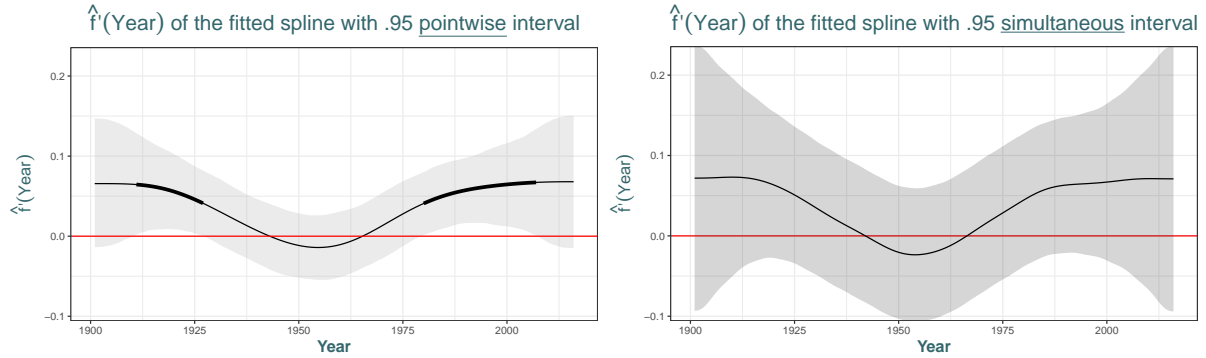 f̂'(Year) of the fitted spline with .95 pointwise interval
f̂'(Year)
0.2
0.1
0.0
−0.1
1900 1925 1950 1975 2000
Year
f̂'(Year) of the fitted spline with .95 simultaneous interval
f̂'(Year)
0.2
0.1
0.0
−0.1
1900 1925 1950 1975 2000
Year